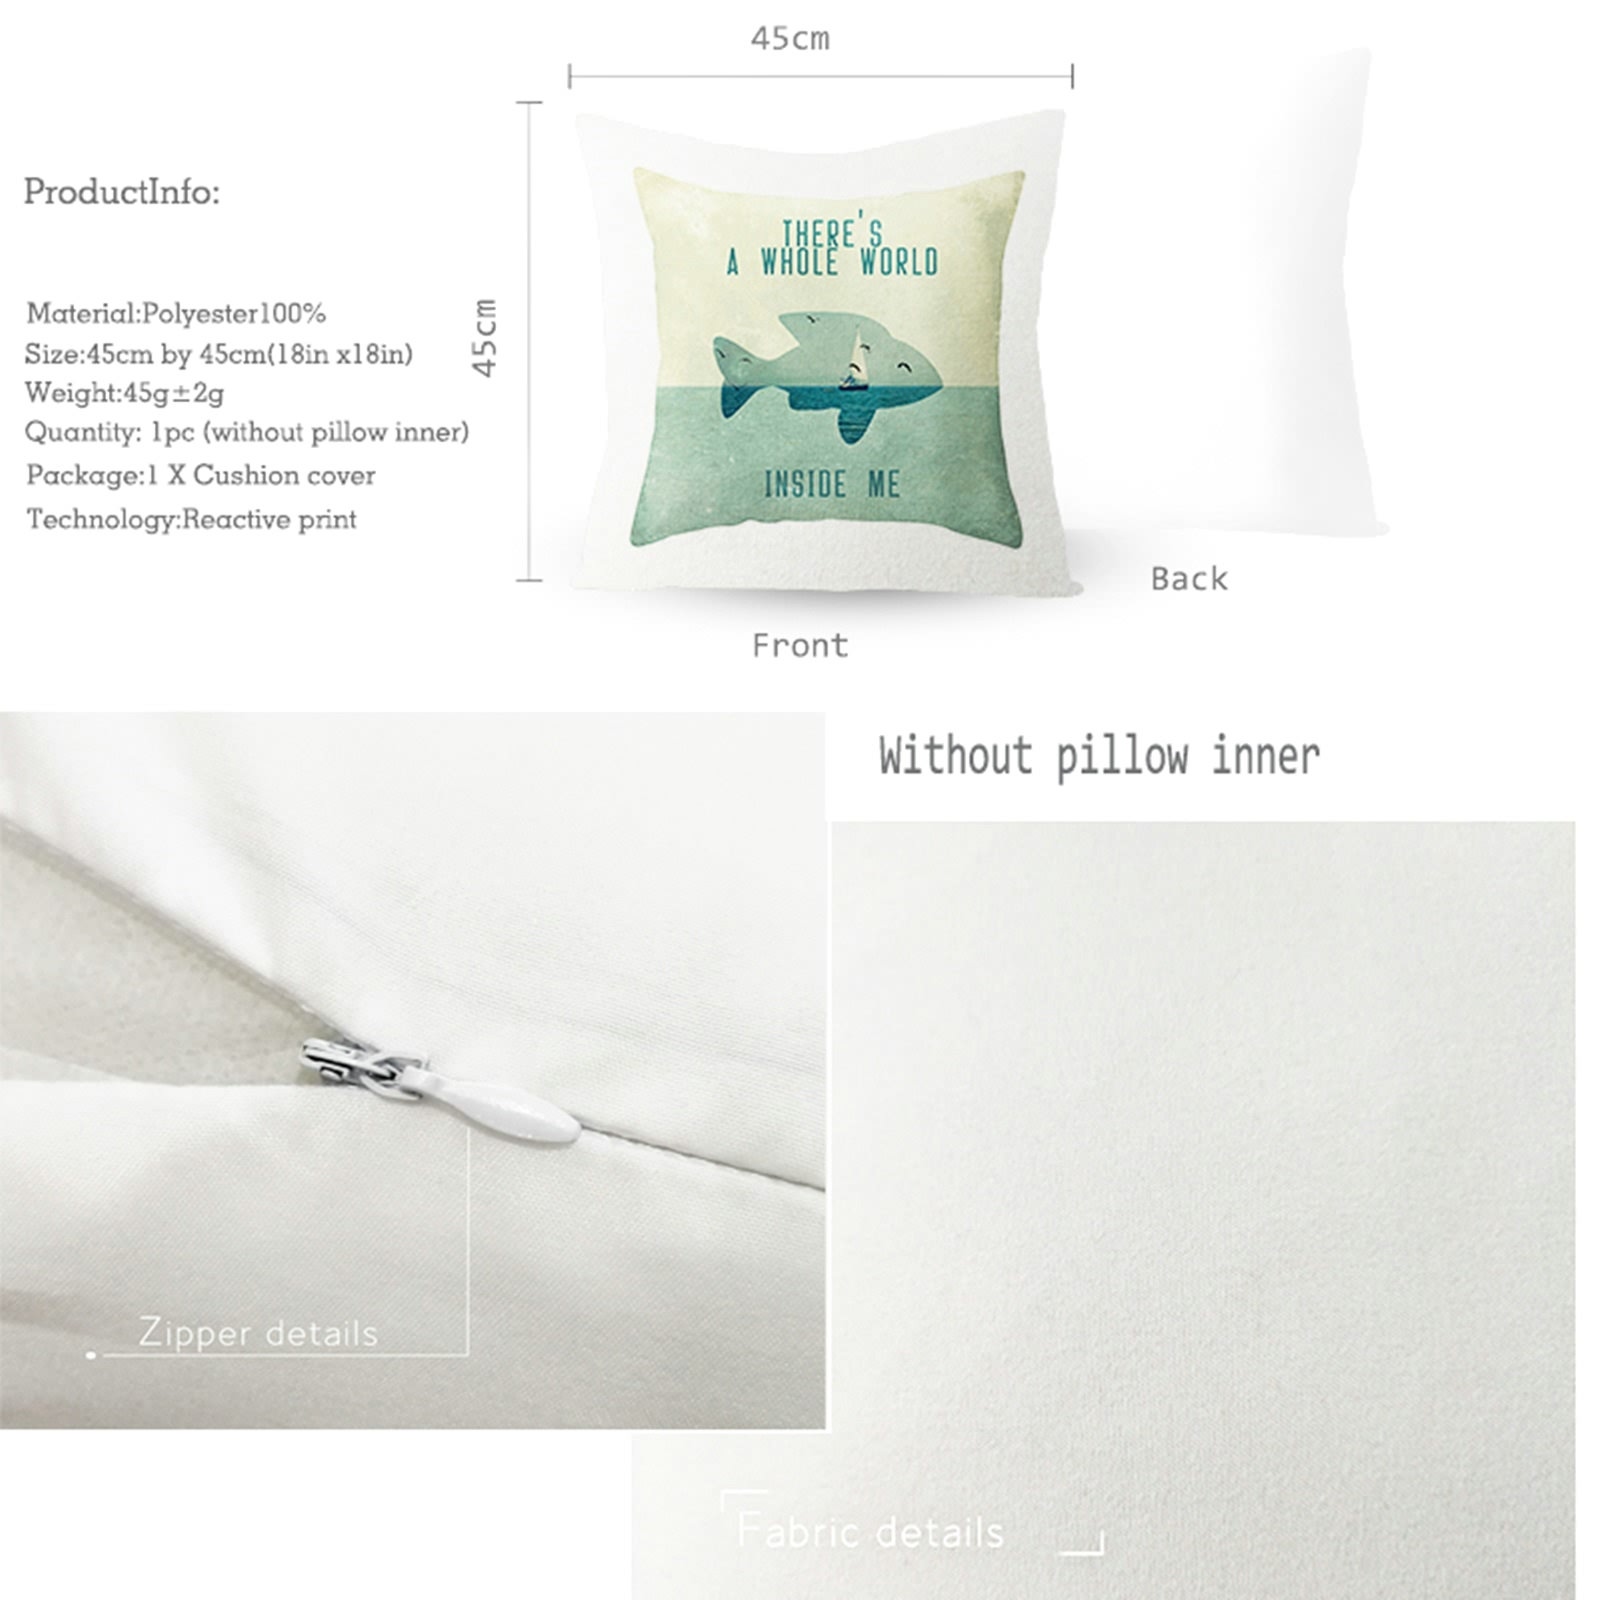 45cm
ProductInfo:
Material:Polyester100%
Size:45cm by 45cm(18in x18in)
Weight:45g±2g
Quantity: 1pc (without pillow inner)
Package:1 X Cushion cover
Technology:Reactive print
45cm
THERE'S
A WHOLE WORLD
INSIDE ME
Back
Front
Without pillow inner
Zipper details
Fabric details